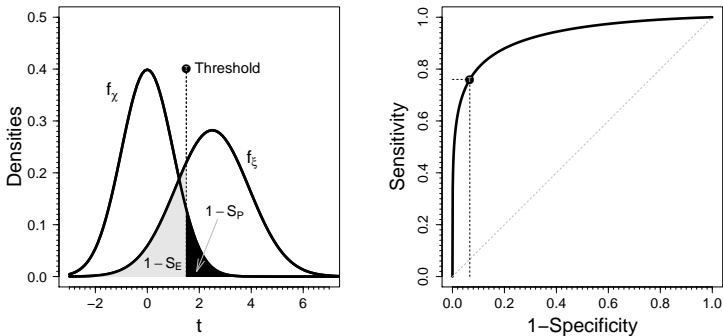 0.5
0.4
0.3
0.2
0.1
0.0
Densities
fχ
Threshold
fξ
1−SP
1−SE
−2 0 2 4 6
t
1.0
0.8
0.6
0.4
0.2
0.0
Sensitivity
0.0 0.2 0.4 0.6 0.8 1.0
1−Specificity